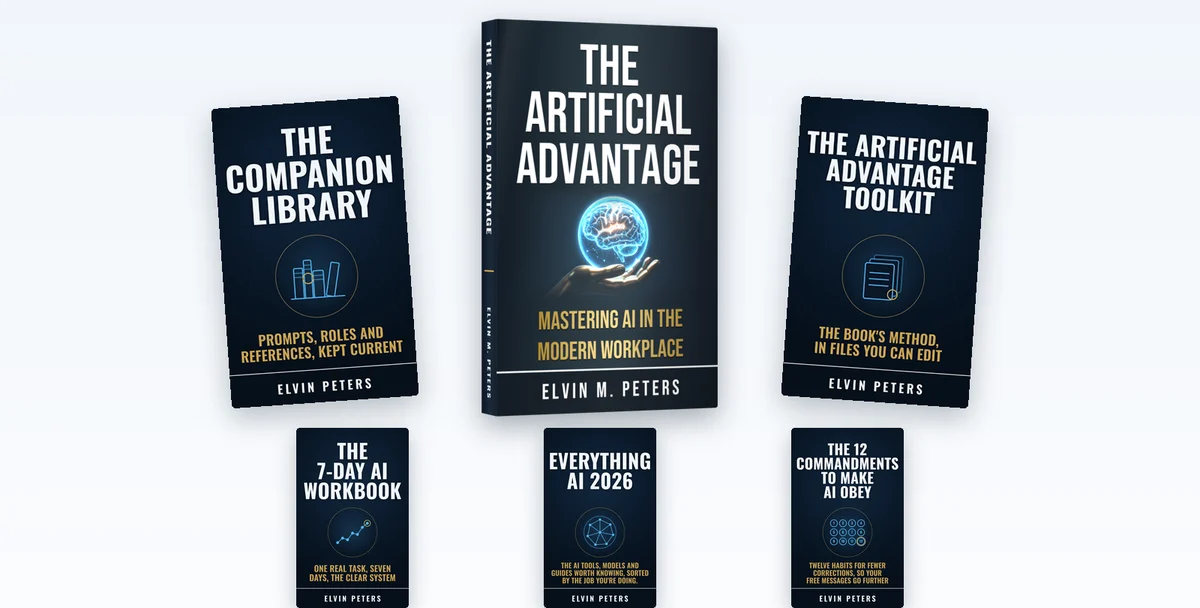 THE
COMPANION
LIBRARY
PROMPTS, ROLES AND
REFERENCES, KEPT CURRENT
ELVIN PETERS
THE ARTIFICIAL ADVANTAGE
ELVIN M. PETERS
THE
ARTIFICIAL
ADVANTAGE
MASTERING AI IN THE
MODERN WORKPLACE
ELVIN M. PETERS
THE ARTIFICIAL
ADVANTAGE
TOOLKIT
THE BOOK'S METHOD,
IN FILES YOU CAN EDIT
ELVIN PETERS
THE
7-DAY AI
WORKBOOK
ONE REAL TASK, SEVEN
DAYS, THE CLEAR SYSTEM
ELVIN PETERS
EVERYTHING
AI 2026
THE AI TOOLS, MODELS AND
GUIDES WORTH KNOWING, SORTED
BY THE JOB YOU'RE DOING.
ELVIN PETERS
THE 12
COMMANDMENTS
TO MAKE
AI OBEY
TWELVE HABITS FOR FEWER
CORRECTIONS, SO YOUR
FREE MESSAGES GO FURTHER
ELVIN PETERS